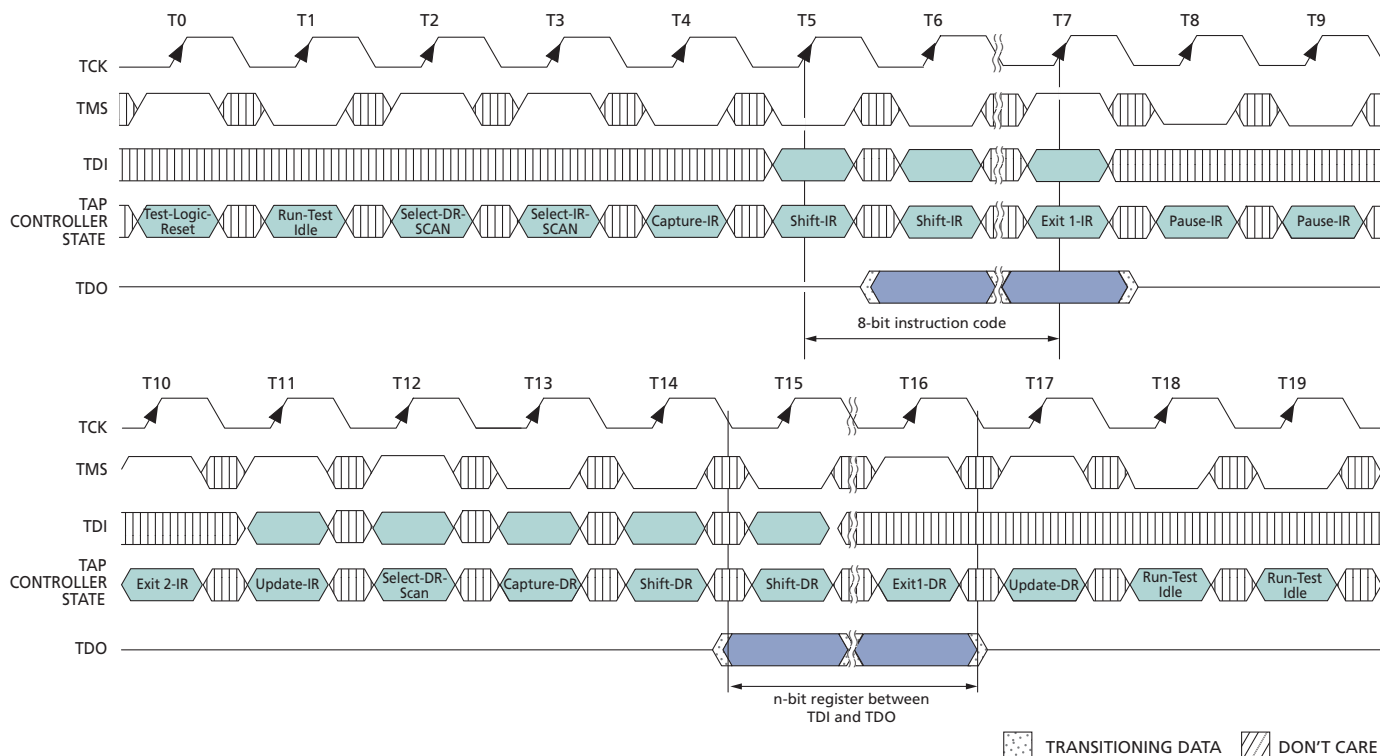 T0 T1 T2 T3 T4 T5 T6 T7 T8 T9
TCK
TMS
TDI
TAP
CONTROLLER
STATE
Test-Logic-
Reset
Run-Test
Idle
Select-DR-
SCAN
Select-IR-
SCAN
Capture-IR
Shift-IR
Shift-IR
Exit 1-IR
Pause-IR
Pause-IR
TDO
8-bit instruction code
T10 T11 T12 T13 T14 T15 T16 T17 T18 T19
TCK
TMS
TDI
TAP
CONTROLLER
STATE
Exit 2-IR
Update-IR
Select-DR-
Scan
Capture-DR
Shift-DR
Shift-DR
Exit1-DR
Update-DR
Run-Test
Idle
Run-Test
Idle
TDO
n-bit register between
TDI and TDO
TRANSITIONING DATA
DON'T CARE